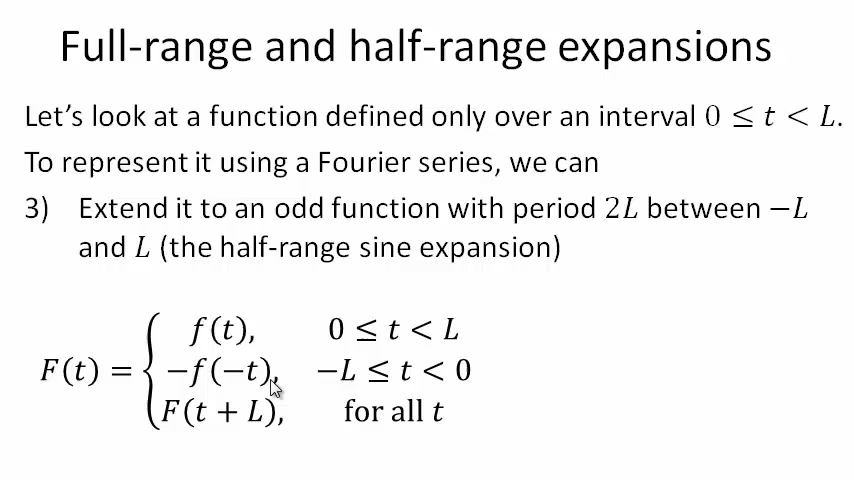 Full-range and half-range expansions
Let's look at a function defined only over an interval 0 ≤ t < L.
To represent it using a Fourier series, we can
3) Extend it to an odd function with period 2L between −L
and L (the half-range sine expansion)
f(t), 0 ≤ t < L
F(t) = { −f(−t), −L ≤ t < 0
F(t + L), for all t